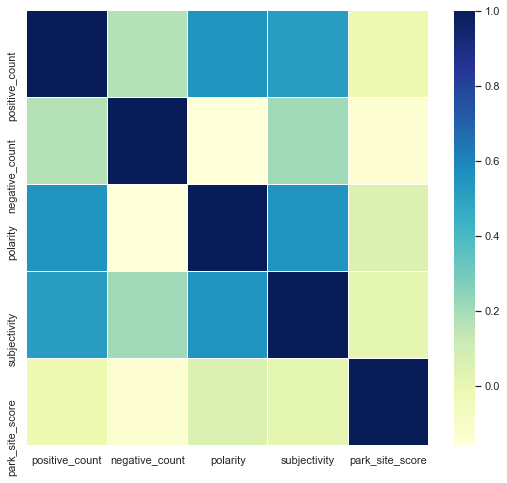 positive_count
negative_count
polarity
subjectivity
park_site_score
positive_count negative_count polarity subjectivity park_site_score
1.0
0.8
0.6
0.4
0.2
0.0